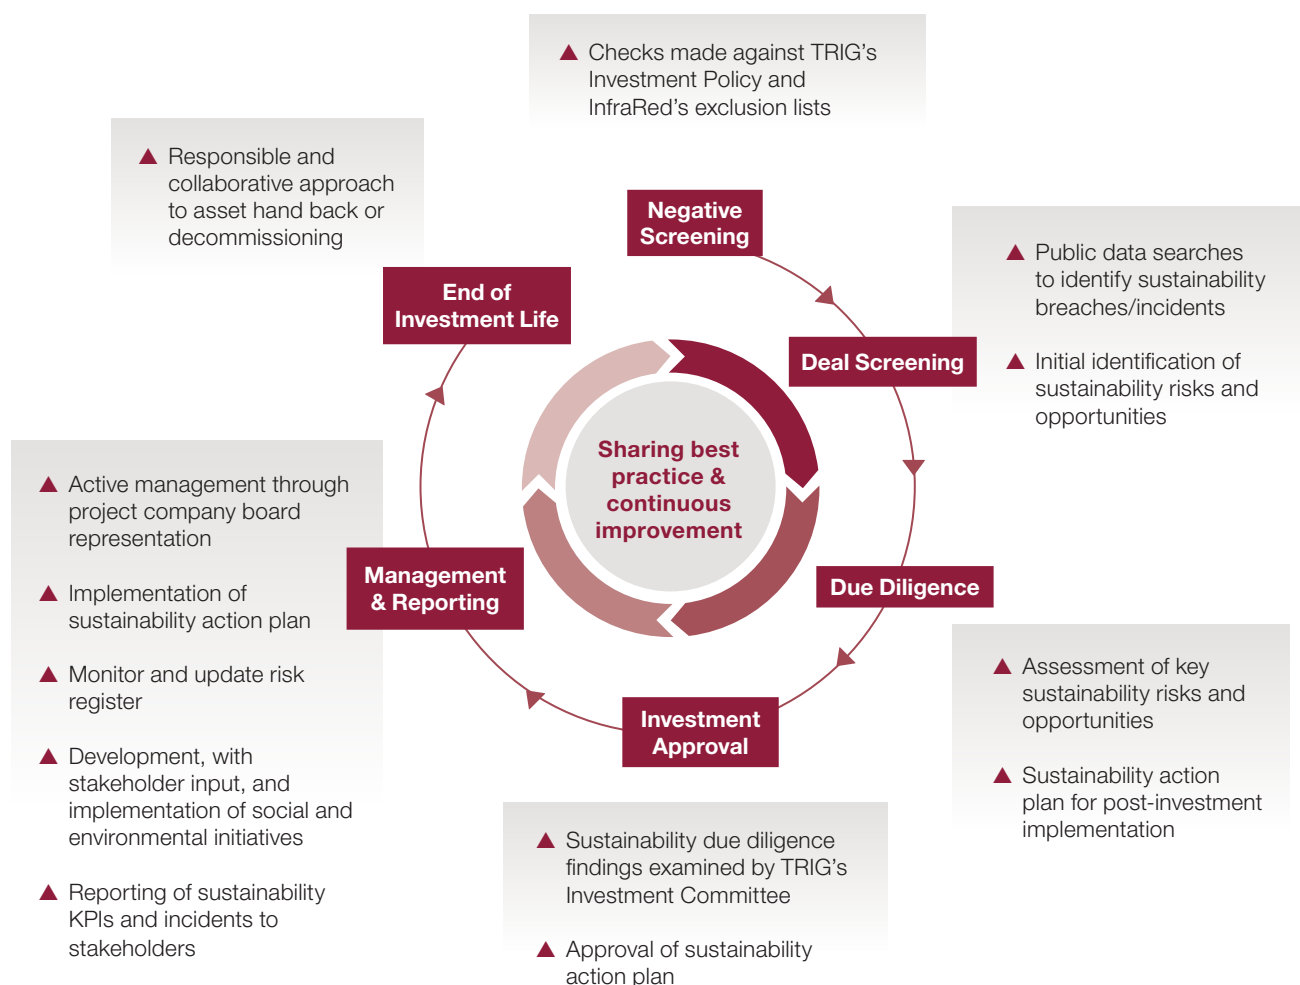 Checks made against TRIG's
Investment Policy and
InfraRed's exclusion lists
Responsible and
collaborative approach
to asset hand back or
decommissioning
Negative
Screening
Public data searches
to identify sustainability
breaches/incidents
Initial identification of
sustainability risks and
opportunities
End of
Investment Life
Deal Screening
Sharing best
practice &
continuous
improvement
Active management through
project company board
representation
Implementation of
sustainability action plan
Monitor and update risk
register
Development, with
stakeholder input, and
implementation of social and
environmental initiatives
Reporting of sustainability
KPIs and incidents to
stakeholders
Management
& Reporting
Due Diligence
Assessment of key
sustainability risks and
opportunities
Sustainability action
plan for post-investment
implementation
Investment
Approval
Sustainability due diligence
findings examined by TRIG's
Investment Committee
Approval of sustainability
action plan